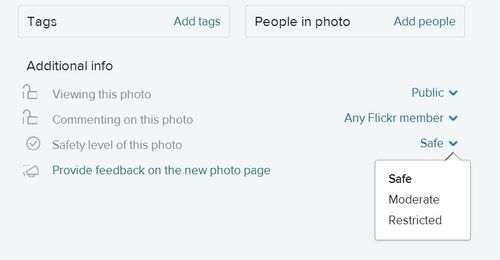 Tags Add tags People in photo Add people
Additional info
Viewing this photo Public
Commenting on this photo Any Flickr member
Safety level of this photo Safe
Provide feedback on the new photo page
Safe
Moderate
Restricted